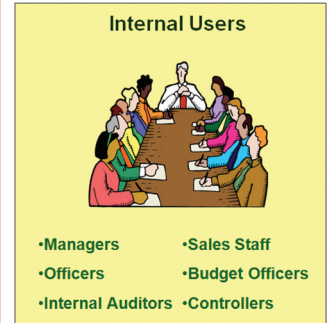 Internal Users
•Managers •Sales Staff
•Officers •Budget Officers
•Internal Auditors •Controllers